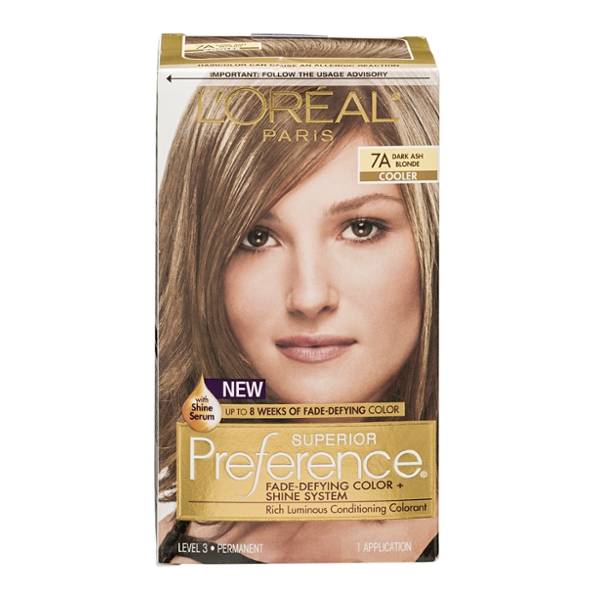 7A
HAIRCOLOR CAN CAUSE AN ALLERGIC REACTION
IMPORTANT: FOLLOW THE USAGE ADVISORY
L'ORÉAL®
PARIS
7A DARK ASH
BLONDE
COOLER
NEW
with
Shine
Serum
UP TO 8 WEEKS OF FADE-DEFYING COLOR
SUPERIOR
Preference®
FADE-DEFYING COLOR +
SHINE SYSTEM
Rich Luminous Conditioning Colorant
LEVEL 3 • PERMANENT
1 APPLICATION